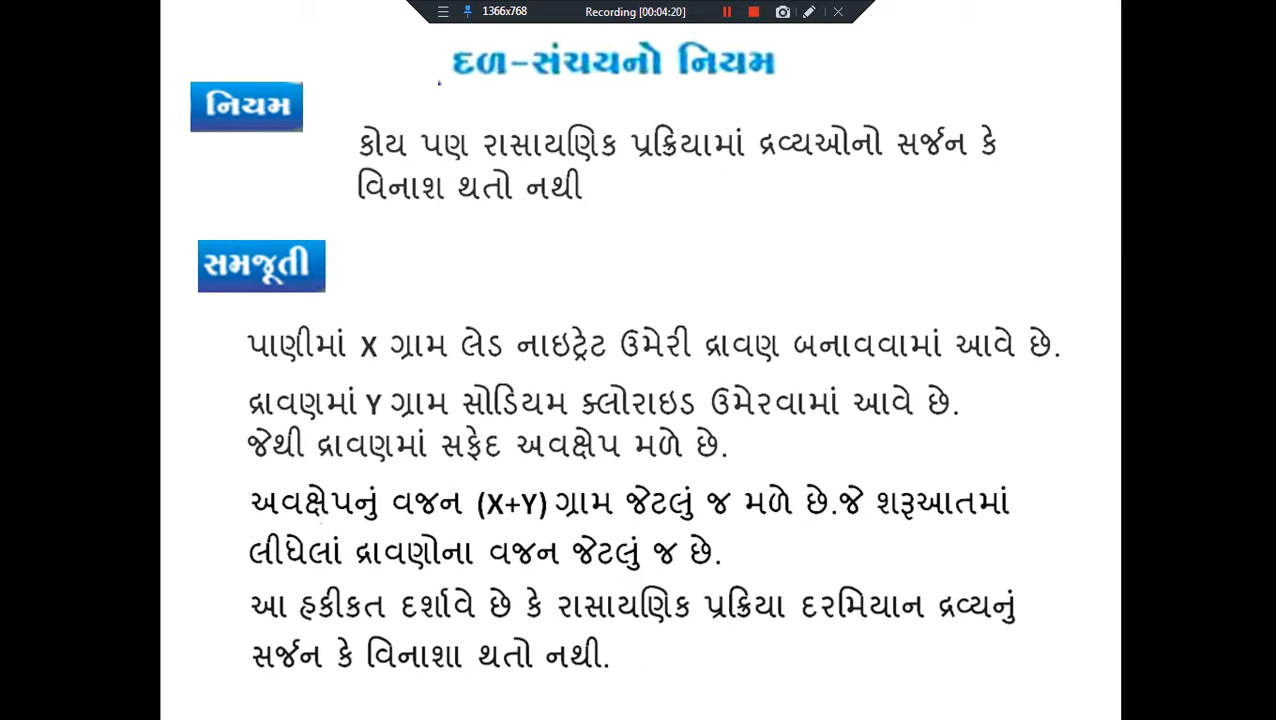 1366x768 Recording [00:04:20]
દળ-સંચયનો નિયમ
નિયમ
કોય પણ રાસાયણિક પ્રક્રિયામાં દ્રવ્યઓનો સર્જન કે
વિનાશ થતો નથી
સમજૂતી
પાણીમાં X ગ્રામ લેડ નાઇટ્રેટ ઉમેરી દ્રાવણ બનાવવામાં આવે છે.
દ્રાવણમાં Y ગ્રામ સોડિયમ ક્લોરાઇડ ઉમેરવામાં આવે છે.
જેથી દ્રાવણમાં સફેદ અવક્ષેપ મળે છે.
અવક્ષેપનું વજન (X+Y) ગ્રામ જેટલું જ મળે છે.જે શરૂઆતમાં
લીધેલાં દ્રાવણોના વજન જેટલું જ છે.
આ હકીકત દર્શાવે છે કે રાસાયણિક પ્રક્રિયા દરમિયાન દ્રવ્યનું
સર્જન કે વિનાશા થતો નથી.